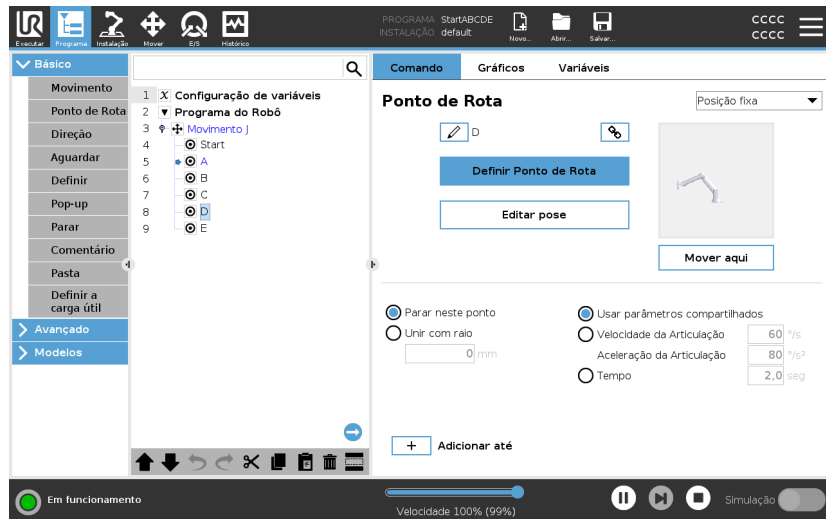 PROGRAMA StartABCDE
INSTALAÇÃO default
CCCC
CCCC
UR
Executar
Programa
Instalação
Mover
E/S
Histórico
Novo...
Abrir...
Salvar...
Básico
Movimento
Ponto de Rota
Direção
Aguardar
Definir
Pop-up
Parar
Comentário
Pasta
Definir a
carga útil
Avançado
Modelos
1 X Configuração de variáveis
2 Programa do Robô
3 Movimento J
4 Start
5 A
6 B
7 C
8 D
9 E
Comando
Gráficos
Variáveis
Ponto de Rota
Posição fixa
D
Definir Ponto de Rota
Editar pose
Mover aqui
Parar neste ponto
Unir com raio
0 mm
Usar parâmetros compartilhados
Velocidade da Articulação 60 °/s
Aceleração da Articulação 80 °/s²
Tempo 2,0 seg
+ Adicionar até
Em funcionamento
Velocidade 100% (99%)
Simulação